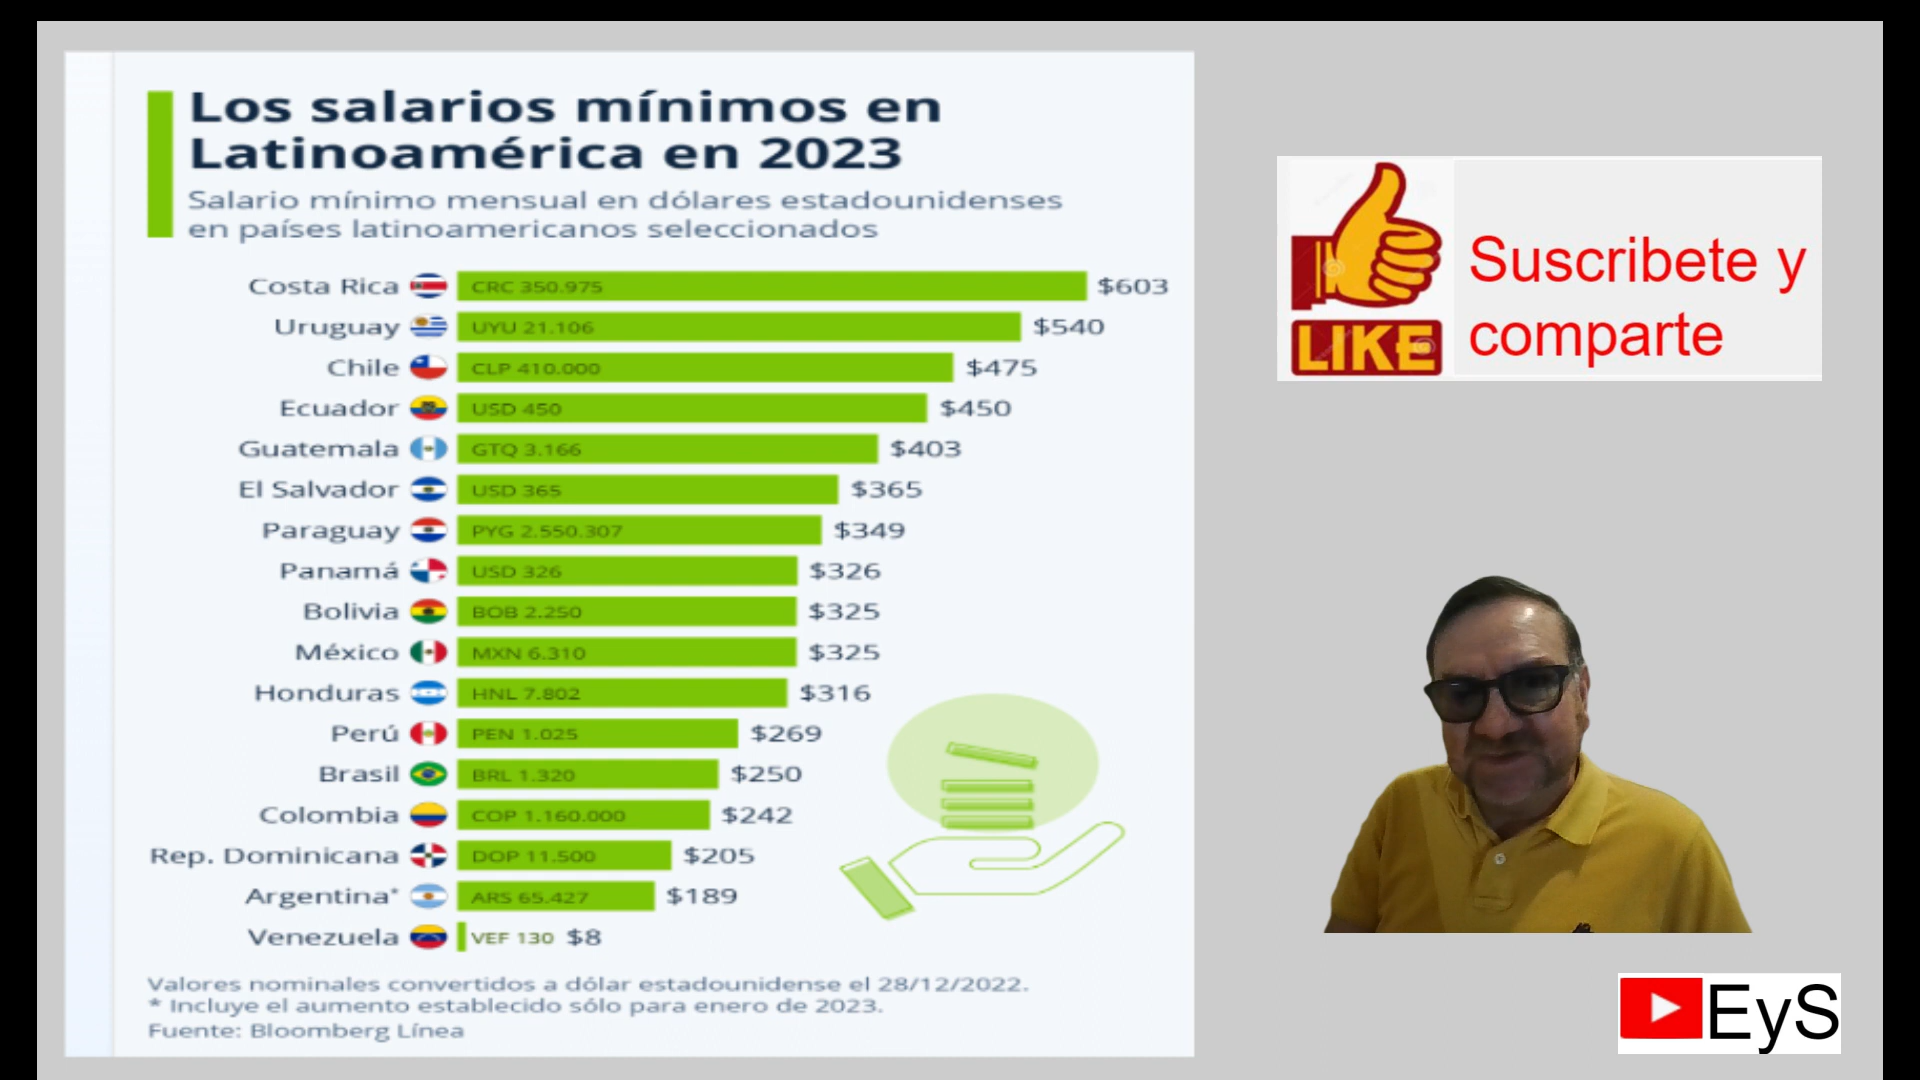 Los salarios mínimos en
Latinoamérica en 2023
Salario mínimo mensual en dólares estadounidenses
en países latinoamericanos seleccionados
Costa Rica CRC 350.975 $603
Uruguay UYU 21.106 $540
Chile CLP 410.000 $475
Ecuador USD 450 $450
Guatemala GTQ 3.166 $403
El Salvador USD 365 $365
Paraguay PYG 2.550.307 $349
Panamá USD 326 $326
Bolivia BOB 2.250 $325
México MXN 6.310 $325
Honduras HNL 7.802 $316
Perú PEN 1.025 $269
Brasil BRL 1.320 $250
Colombia COP 1.160.000 $242
Rep. Dominicana DOP 11.500 $205
Argentina* ARS 65.427 $189
Venezuela VEF 130 $8
Valores nominales convertidos a dólar estadounidense el 28/12/2022.
* Incluye el aumento establecido sólo para enero de 2023.
Fuente: Bloomberg Línea
Suscribete y
comparte
LIKE
EyS